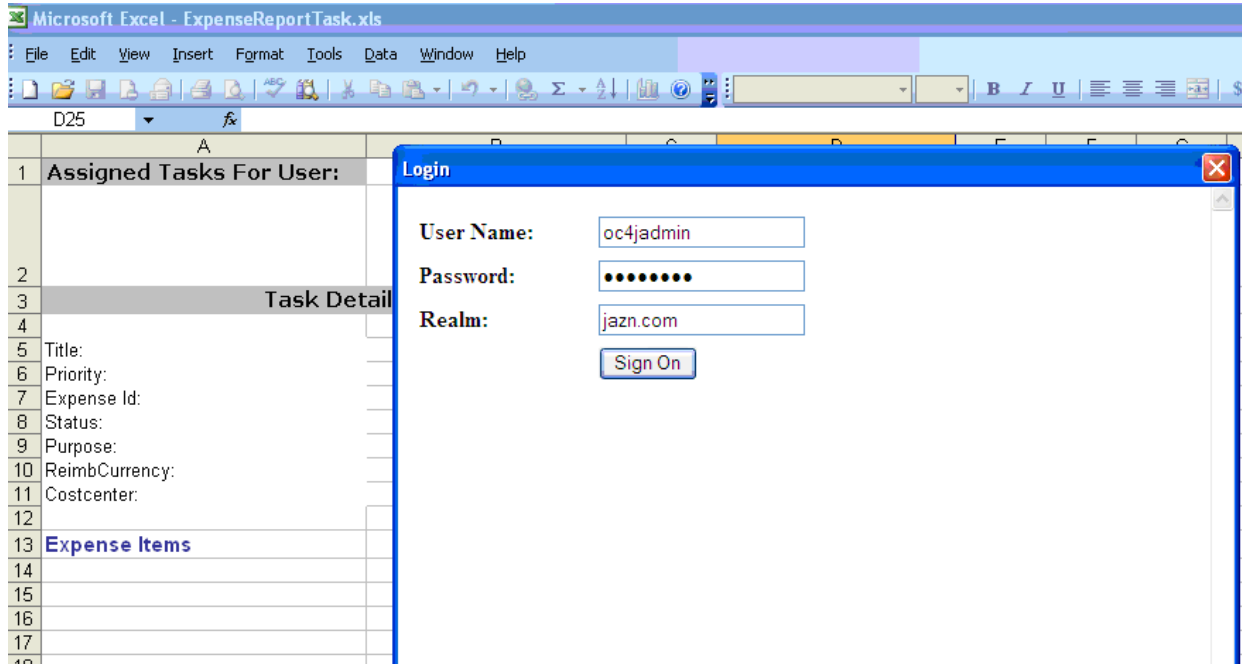 Microsoft Excel - ExpenseReportTask.xls
File Edit View Insert Format Tools Data Window Help
ABC Σ A Z B I U $
D25 fx
A
1 Assigned Tasks For User:
Login
User Name: oc4jadmin
2 Password: ●●●●●●●●
3 Task Detail
Realm: jazn.com
4
5 Title:
Sign On
6 Priority:
7 Expense Id:
8 Status:
9 Purpose:
10 ReimbCurrency:
11 Costcenter:
12
13 Expense Items
14
15
16
17